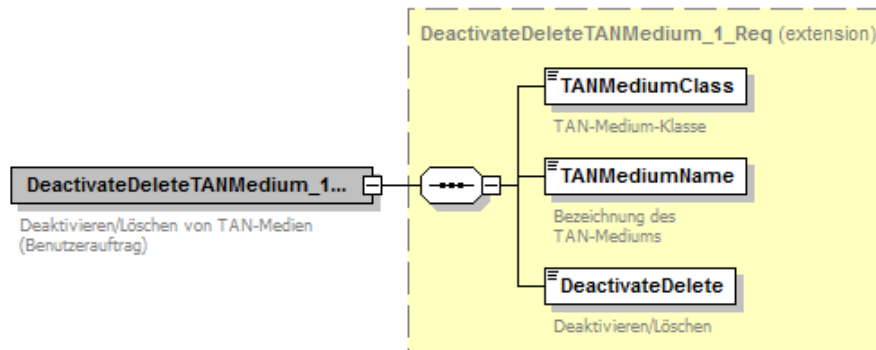 DeactivateDeleteTANMedium_1_Req (extension)
TANMediumClass
TAN-Medium-Klasse
DeactivateDeleteTANMedium_1...
Deaktivieren/Löschen von TAN-Medien
(Benutzerauftrag)
TANMediumName
Bezeichnung des
TAN-Mediums
DeactivateDelete
Deaktivieren/Löschen